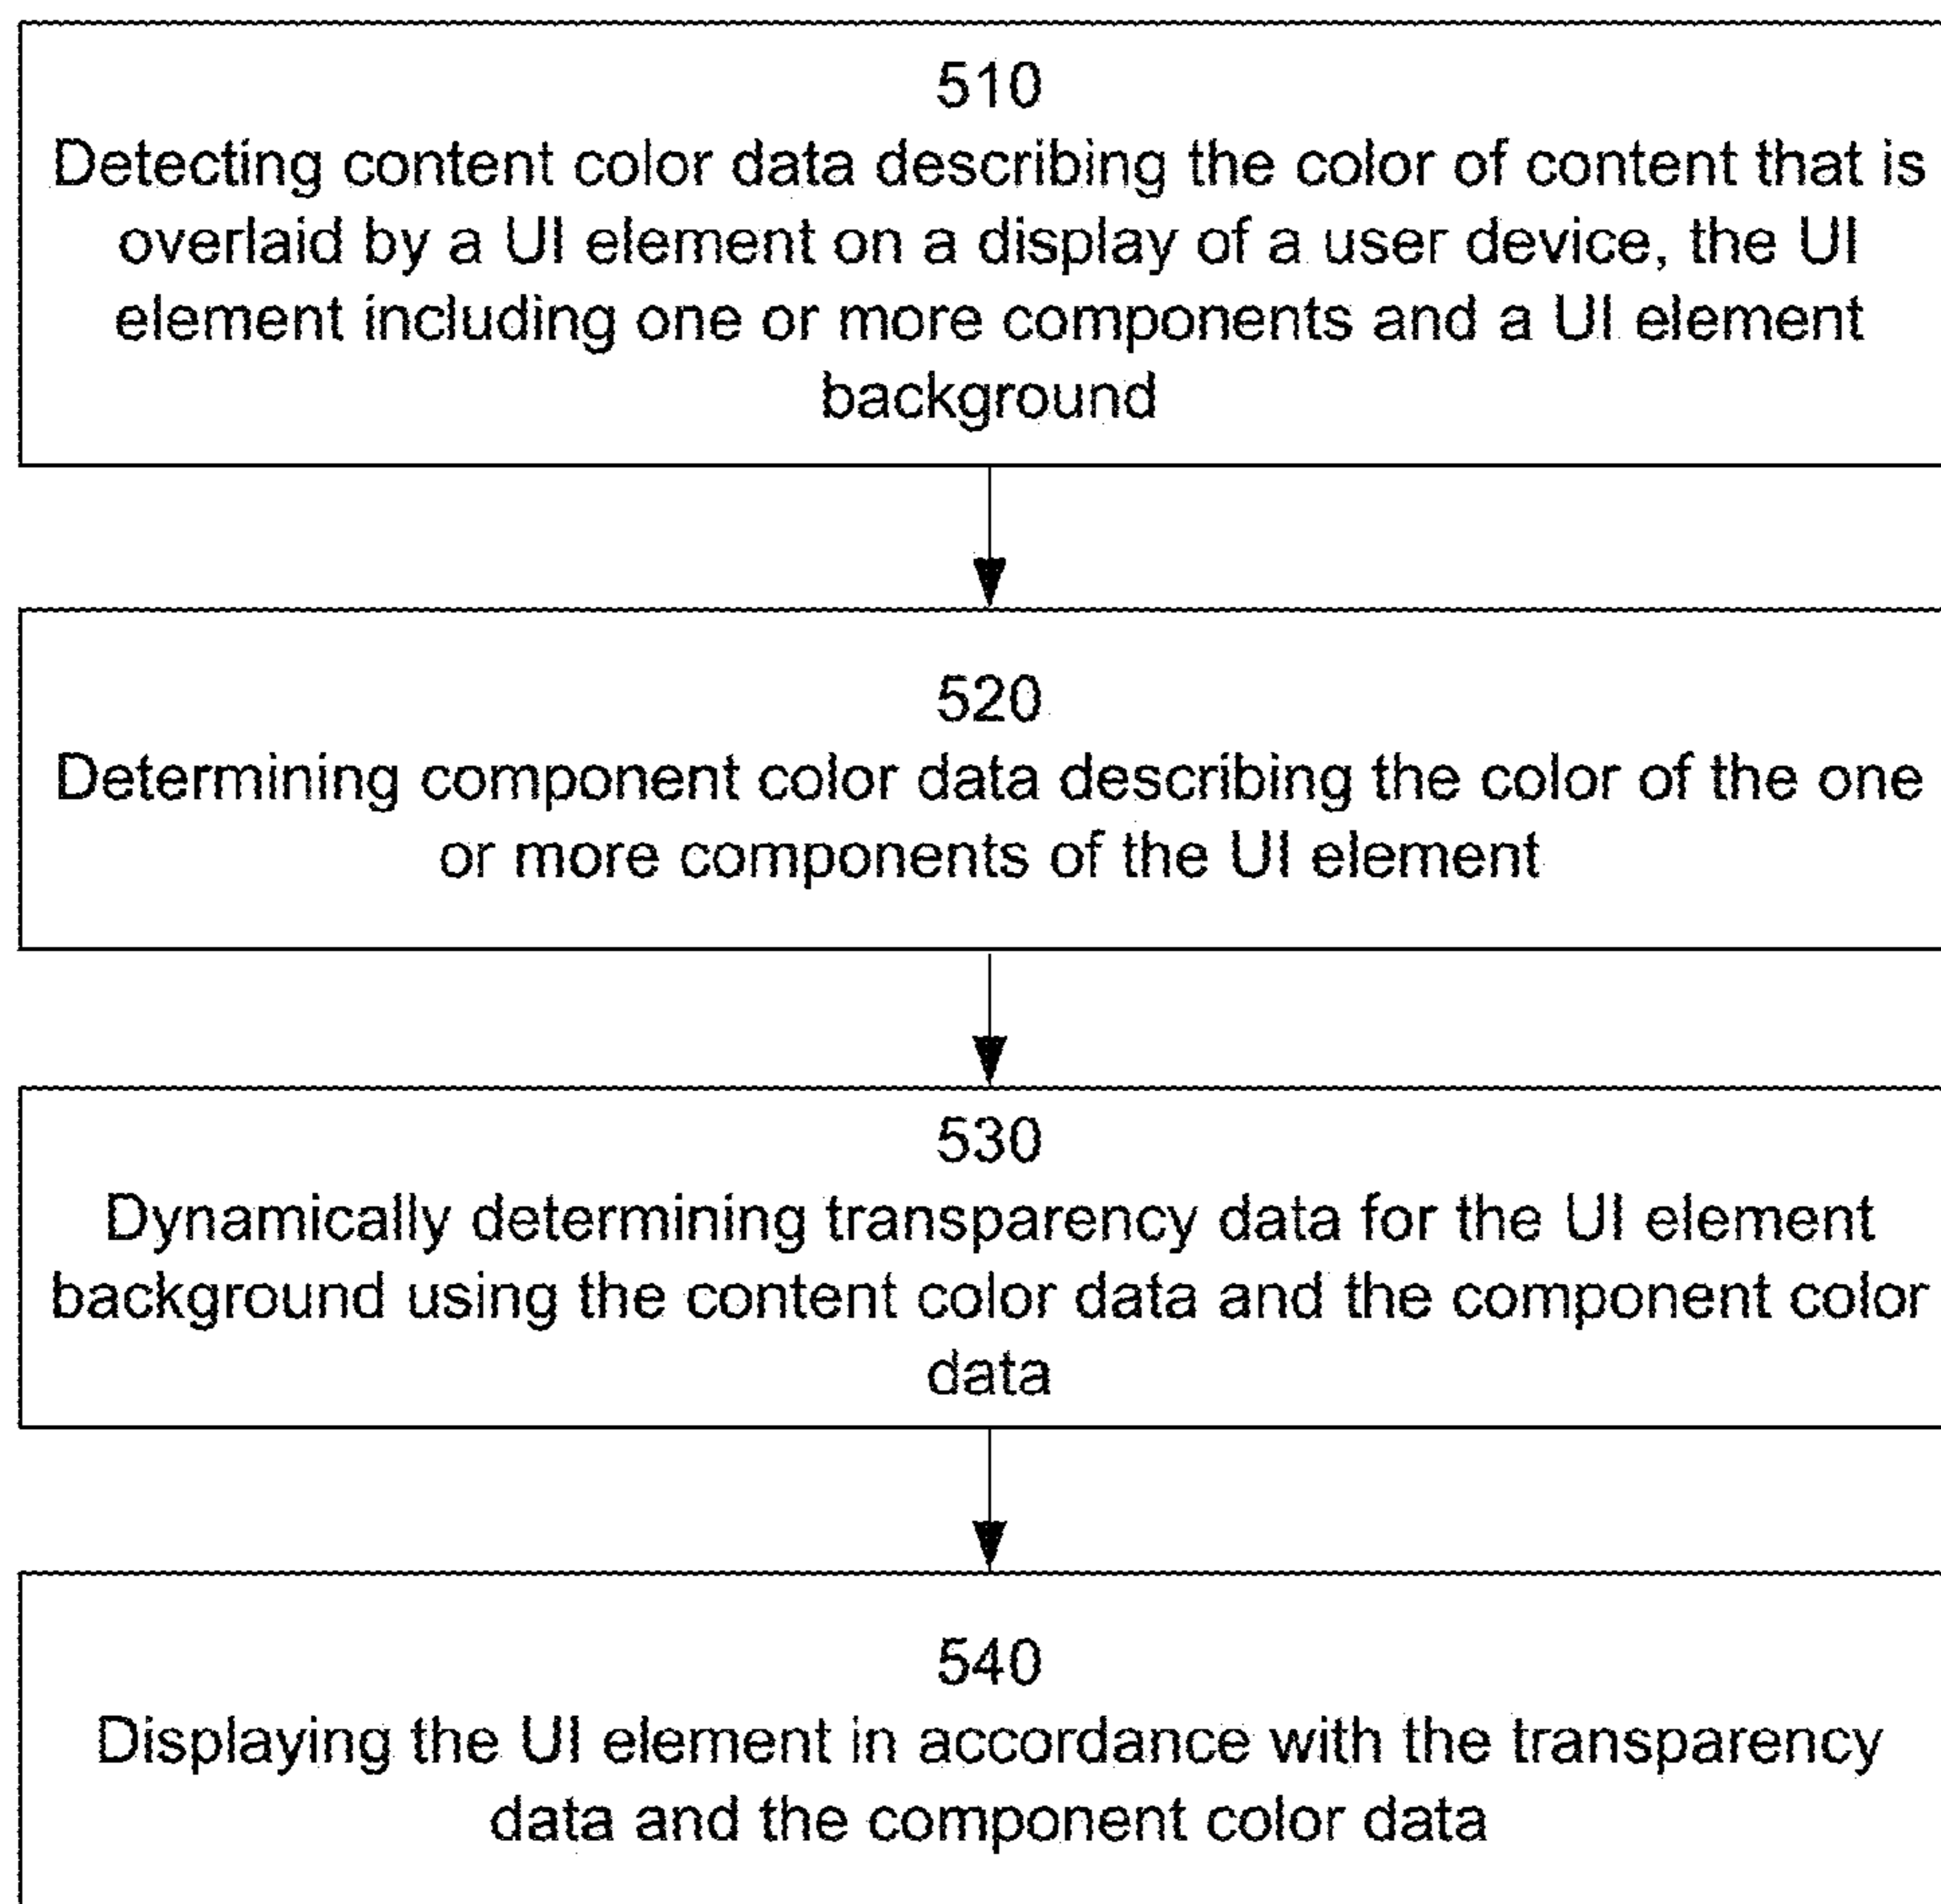 510
Detecting content color data describing the color of content that is
overlaid by a UI element on a display of a user device, the UI
element including one or more components and a UI element
background
520
Determining component color data describing the color of the one
or more components of the UI element
530
Dynamically determining transparency data for the UI element
background using the content color data and the component color
data
540
Displaying the UI element in accordance with the transparency
data and the component color data